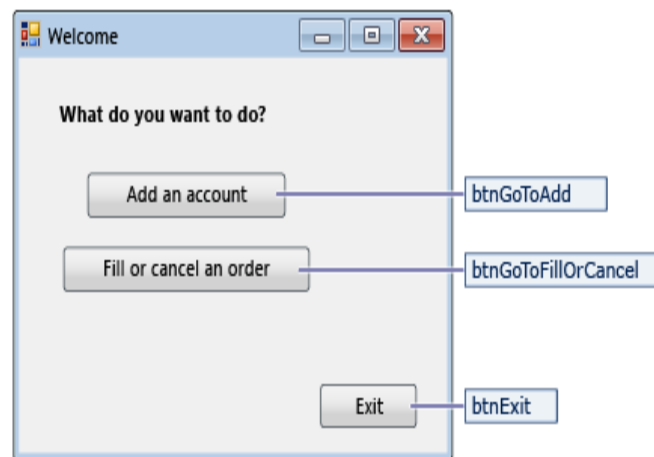 Welcome
What do you want to do?
Add an account
btnGoToAdd
Fill or cancel an order
btnGoToFillOrCancel
Exit
btnExit